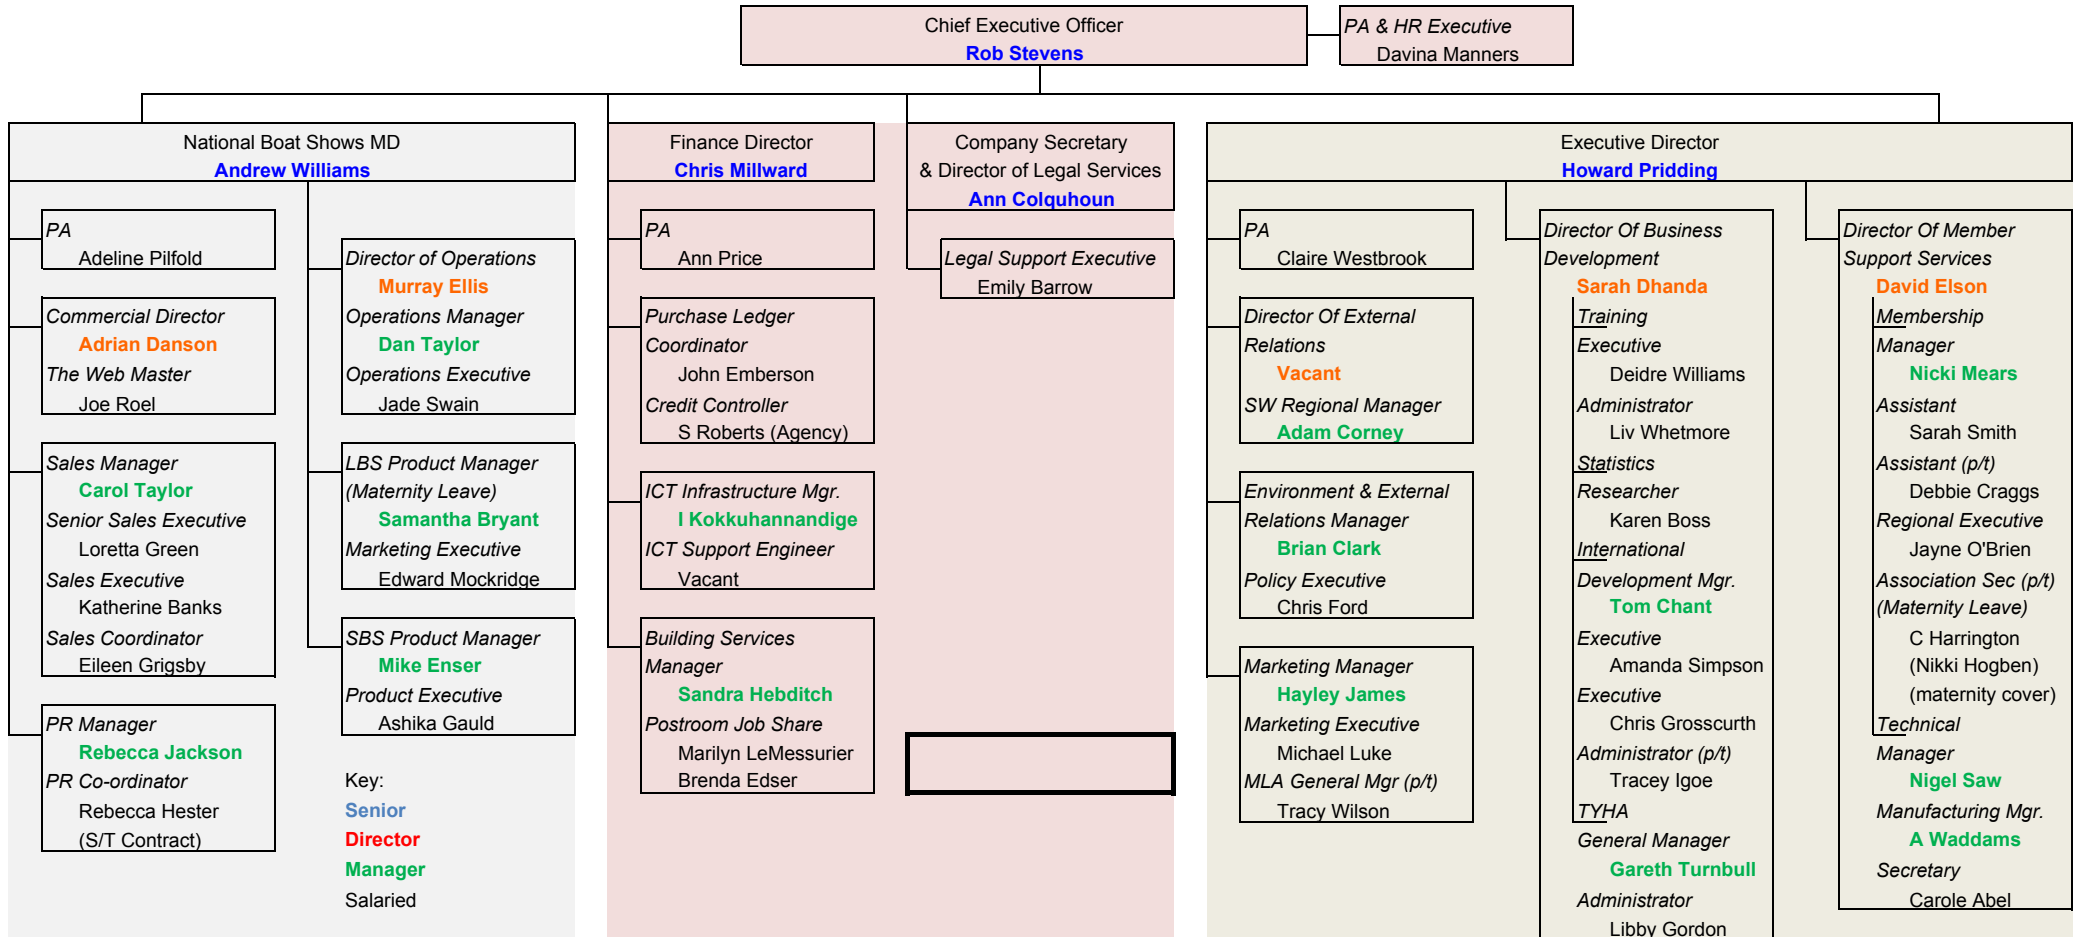 Chief Executive Officer
Rob Stevens
PA & HR Executive
Davina Manners
National Boat Shows MD
Andrew Williams
PA
Adeline Pilfold
Commercial Director
Adrian Danson
The Web Master
Joe Roel
Sales Manager
Carol Taylor
Senior Sales Executive
Loretta Green
Sales Executive
Katherine Banks
Sales Coordinator
Eileen Grigsby
PR Manager
Rebecca Jackson
PR Co-ordinator
Rebecca Hester
(S/T Contract)
Director of Operations
Murray Ellis
Operations Manager
Dan Taylor
Operations Executive
Jade Swain
LBS Product Manager
(Maternity Leave)
Samantha Bryant
Marketing Executive
Edward Mockridge
SBS Product Manager
Mike Enser
Product Executive
Ashika Gauld
Key:
Senior
Director
Manager
Salaried
Finance Director
Chris Millward
PA
Ann Price
Purchase Ledger
Coordinator
John Emberson
Credit Controller
S Roberts (Agency)
ICT Infrastructure Mgr.
I Kokkuhannandige
ICT Support Engineer
Vacant
Building Services
Manager
Sandra Hebditch
Postroom Job Share
Marilyn LeMessurier
Brenda Edser
Company Secretary
& Director of Legal Services
Ann Colquhoun
Legal Support Executive
Emily Barrow
Executive Director
Howard Pridding
PA
Claire Westbrook
Director Of External
Relations
Vacant
SW Regional Manager
Adam Corney
Environment & External
Relations Manager
Brian Clark
Policy Executive
Chris Ford
Marketing Manager
Hayley James
Marketing Executive
Michael Luke
MLA General Mgr (p/t)
Tracy Wilson
Director Of Business
Development
Sarah Dhanda
Training
Executive
Deidre Williams
Administrator
Liv Whetmore
Statistics
Researcher
Karen Boss
International
Development Mgr.
Tom Chant
Executive
Amanda Simpson
Executive
Chris Grosscurth
Administrator (p/t)
Tracey Igoe
TYHA
General Manager
Gareth Turnbull
Administrator
Libby Gordon
Director Of Member
Support Services
David Elson
Membership
Manager
Nicki Mears
Assistant
Sarah Smith
Assistant (p/t)
Debbie Craggs
Regional Executive
Jayne O'Brien
Association Sec (p/t)
(Maternity Leave)
C Harrington
(Nikki Hogben)
(maternity cover)
Technical
Manager
Nigel Saw
Manufacturing Mgr.
A Waddams
Secretary
Carole Abel